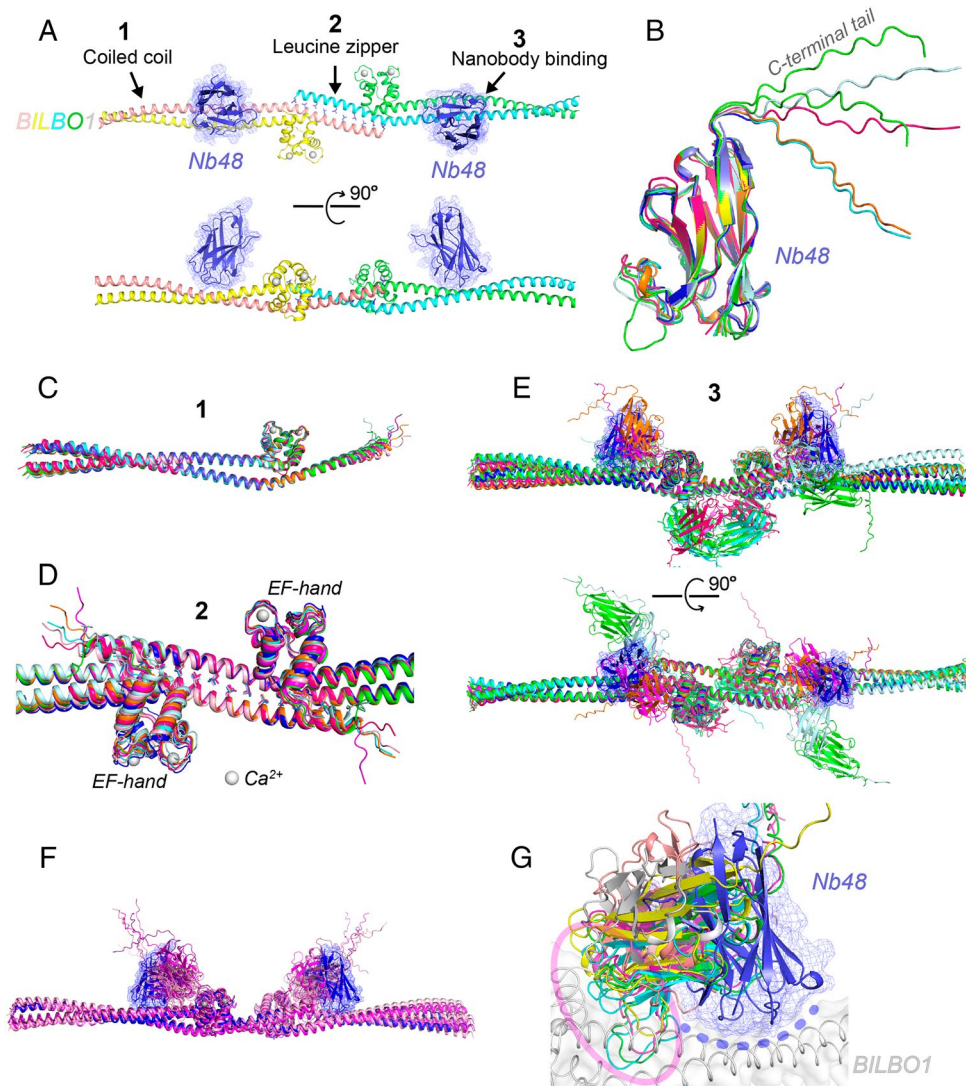 A
1
Coiled coil
2
Leucine zipper
3
Nanobody binding
BILBO1
Nb48
Nb48
90°
B
C-terminal tail
Nb48
C
1
D
2
EF-hand
EF-hand
Ca²⁺
E
3
90°
F
G
Nb48
BILBO1